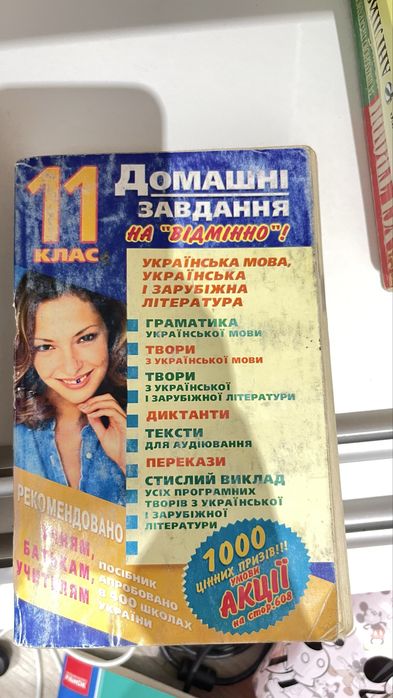 11
КЛАС
ДОМАШНІ
ЗАВДАННЯ
НА "ВІДМІННО"!
УКРАЇНСЬКА МОВА,
УКРАЇНСЬКА
І ЗАРУБІЖНА
ЛІТЕРАТУРА
ГРАМАТИКА
УКРАЇНСЬКОЇ МОВИ
ТВОРИ
З УКРАЇНСЬКОЇ МОВИ
ТВОРИ
З УКРАЇНСЬКОЇ
І ЗАРУБІЖНОЇ ЛІТЕРАТУРИ
ДИКТАНТИ
ТЕКСТИ
ДЛЯ АУДІЮВАННЯ
ПЕРЕКАЗИ
СТИСЛИЙ ВИКЛАД
УСІХ ПРОГРАМНИХ
ТВОРІВ З УКРАЇНСЬКОЇ
І ЗАРУБІЖНОЇ
ЛІТЕРАТУРИ
РЕКОМЕНДОВАНО
УЧНЯМ,
БАТЬКАМ,
УЧИТЕЛЯМ
ПОСІБНИК
АПРОБОВАНО
В 900 ШКОЛАХ
УКРАЇНИ
1000
ЦІННИХ ПРИЗІВ!!!
УМОВИ
АКЦІЇ
на стор.608
РАНОК